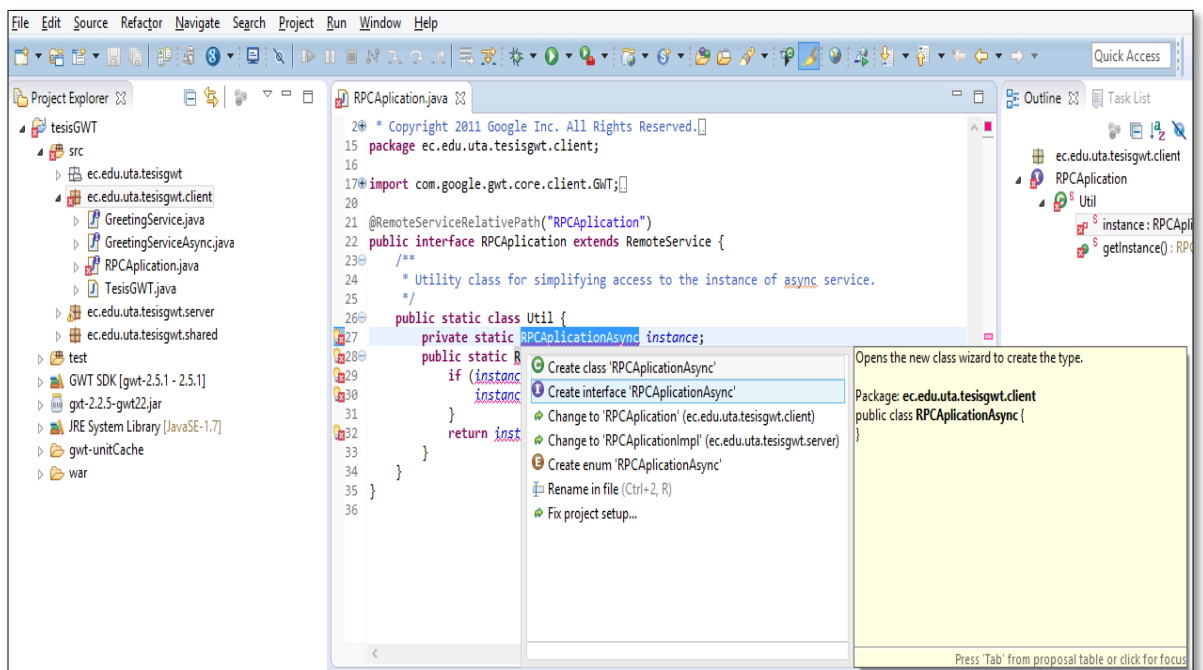 File Edit Source Refactor Navigate Search Project Run Window Help
Quick Access
Project Explorer
tesisGWT
src
ec.edu.uta.tesisgwt
ec.edu.uta.tesisgwt.client
GreetingService.java
GreetingServiceAsync.java
RPCAplication.java
TesisGWT.java
ec.edu.uta.tesisgwt.server
ec.edu.uta.tesisgwt.shared
test
GWT SDK [gwt-2.5.1 - 2.5.1]
gxt-2.2.5-gwt22.jar
JRE System Library [JavaSE-1.7]
gwt-unitCache
war
RPCAplication.java
2 * Copyright 2011 Google Inc. All Rights Reserved.
15 package ec.edu.uta.tesisgwt.client;
16
17 import com.google.gwt.core.client.GWT;
20
21 @RemoteServiceRelativePath("RPCAplication")
22 public interface RPCAplication extends RemoteService {
23 /**
24 * Utility class for simplifying access to the instance of async service.
25 */
26 public static class Util {
27 private static RPCAplicationAsync instance;
28 public static R
29 if (instanc
30 instanc
31 }
32 return inst
33 }
34 }
35 }
36
Create class 'RPCAplicationAsync'
Create interface 'RPCAplicationAsync'
Change to 'RPCAplication' (ec.edu.uta.tesisgwt.client)
Change to 'RPCAplicationImpl' (ec.edu.uta.tesisgwt.server)
Create enum 'RPCAplicationAsync'
Rename in file (Ctrl+2, R)
Fix project setup...
Opens the new class wizard to create the type.
Package: ec.edu.uta.tesisgwt.client
public class RPCAplicationAsync {
}
Press 'Tab' from proposal table or click for focus
Outline Task List
ec.edu.uta.tesisgwt.client
RPCAplication
S Util
S instance : RPCApli
S getInstance() : RPC